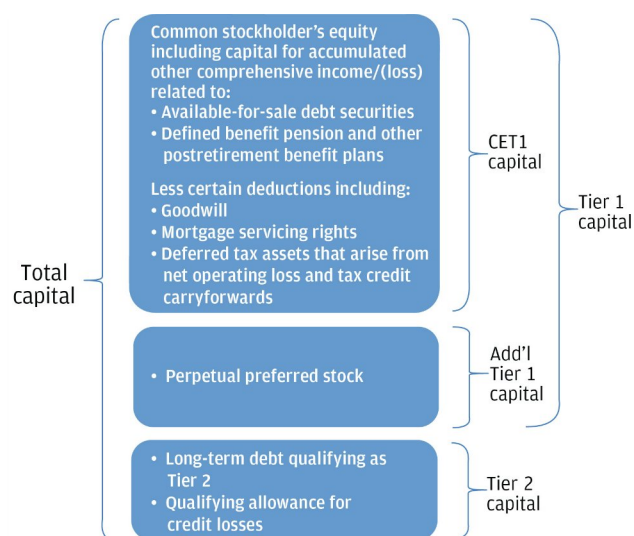 Common stockholder's equity
including capital for accumulated
other comprehensive income/(loss)
related to:
• Available-for-sale debt securities
• Defined benefit pension and other
postretirement benefit plans
Less certain deductions including:
• Goodwill
• Mortgage servicing rights
• Deferred tax assets that arise from
net operating loss and tax credit
carryforwards
CET1
capital
Tier 1
capital
Total
capital
• Perpetual preferred stock
Add'l
Tier 1
capital
• Long-term debt qualifying as
Tier 2
• Qualifying allowance for
credit losses
Tier 2
capital